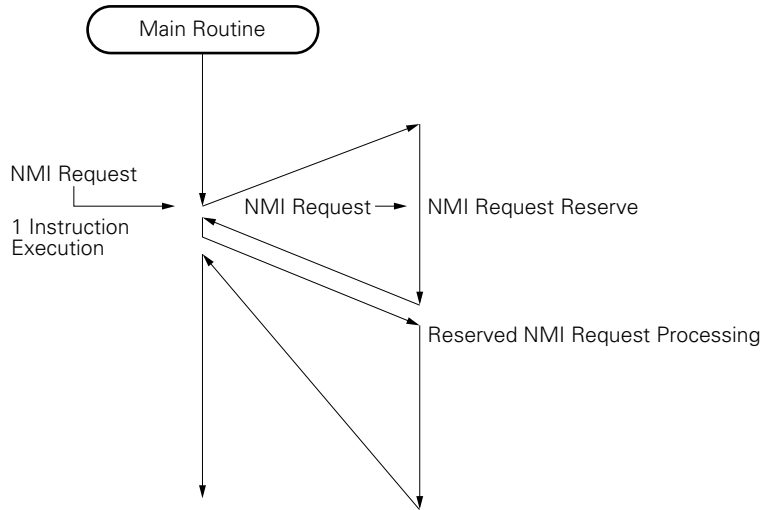 Main Routine
NMI Request
1 Instruction
Execution
NMI Request
NMI Request Reserve
Reserved NMI Request Processing